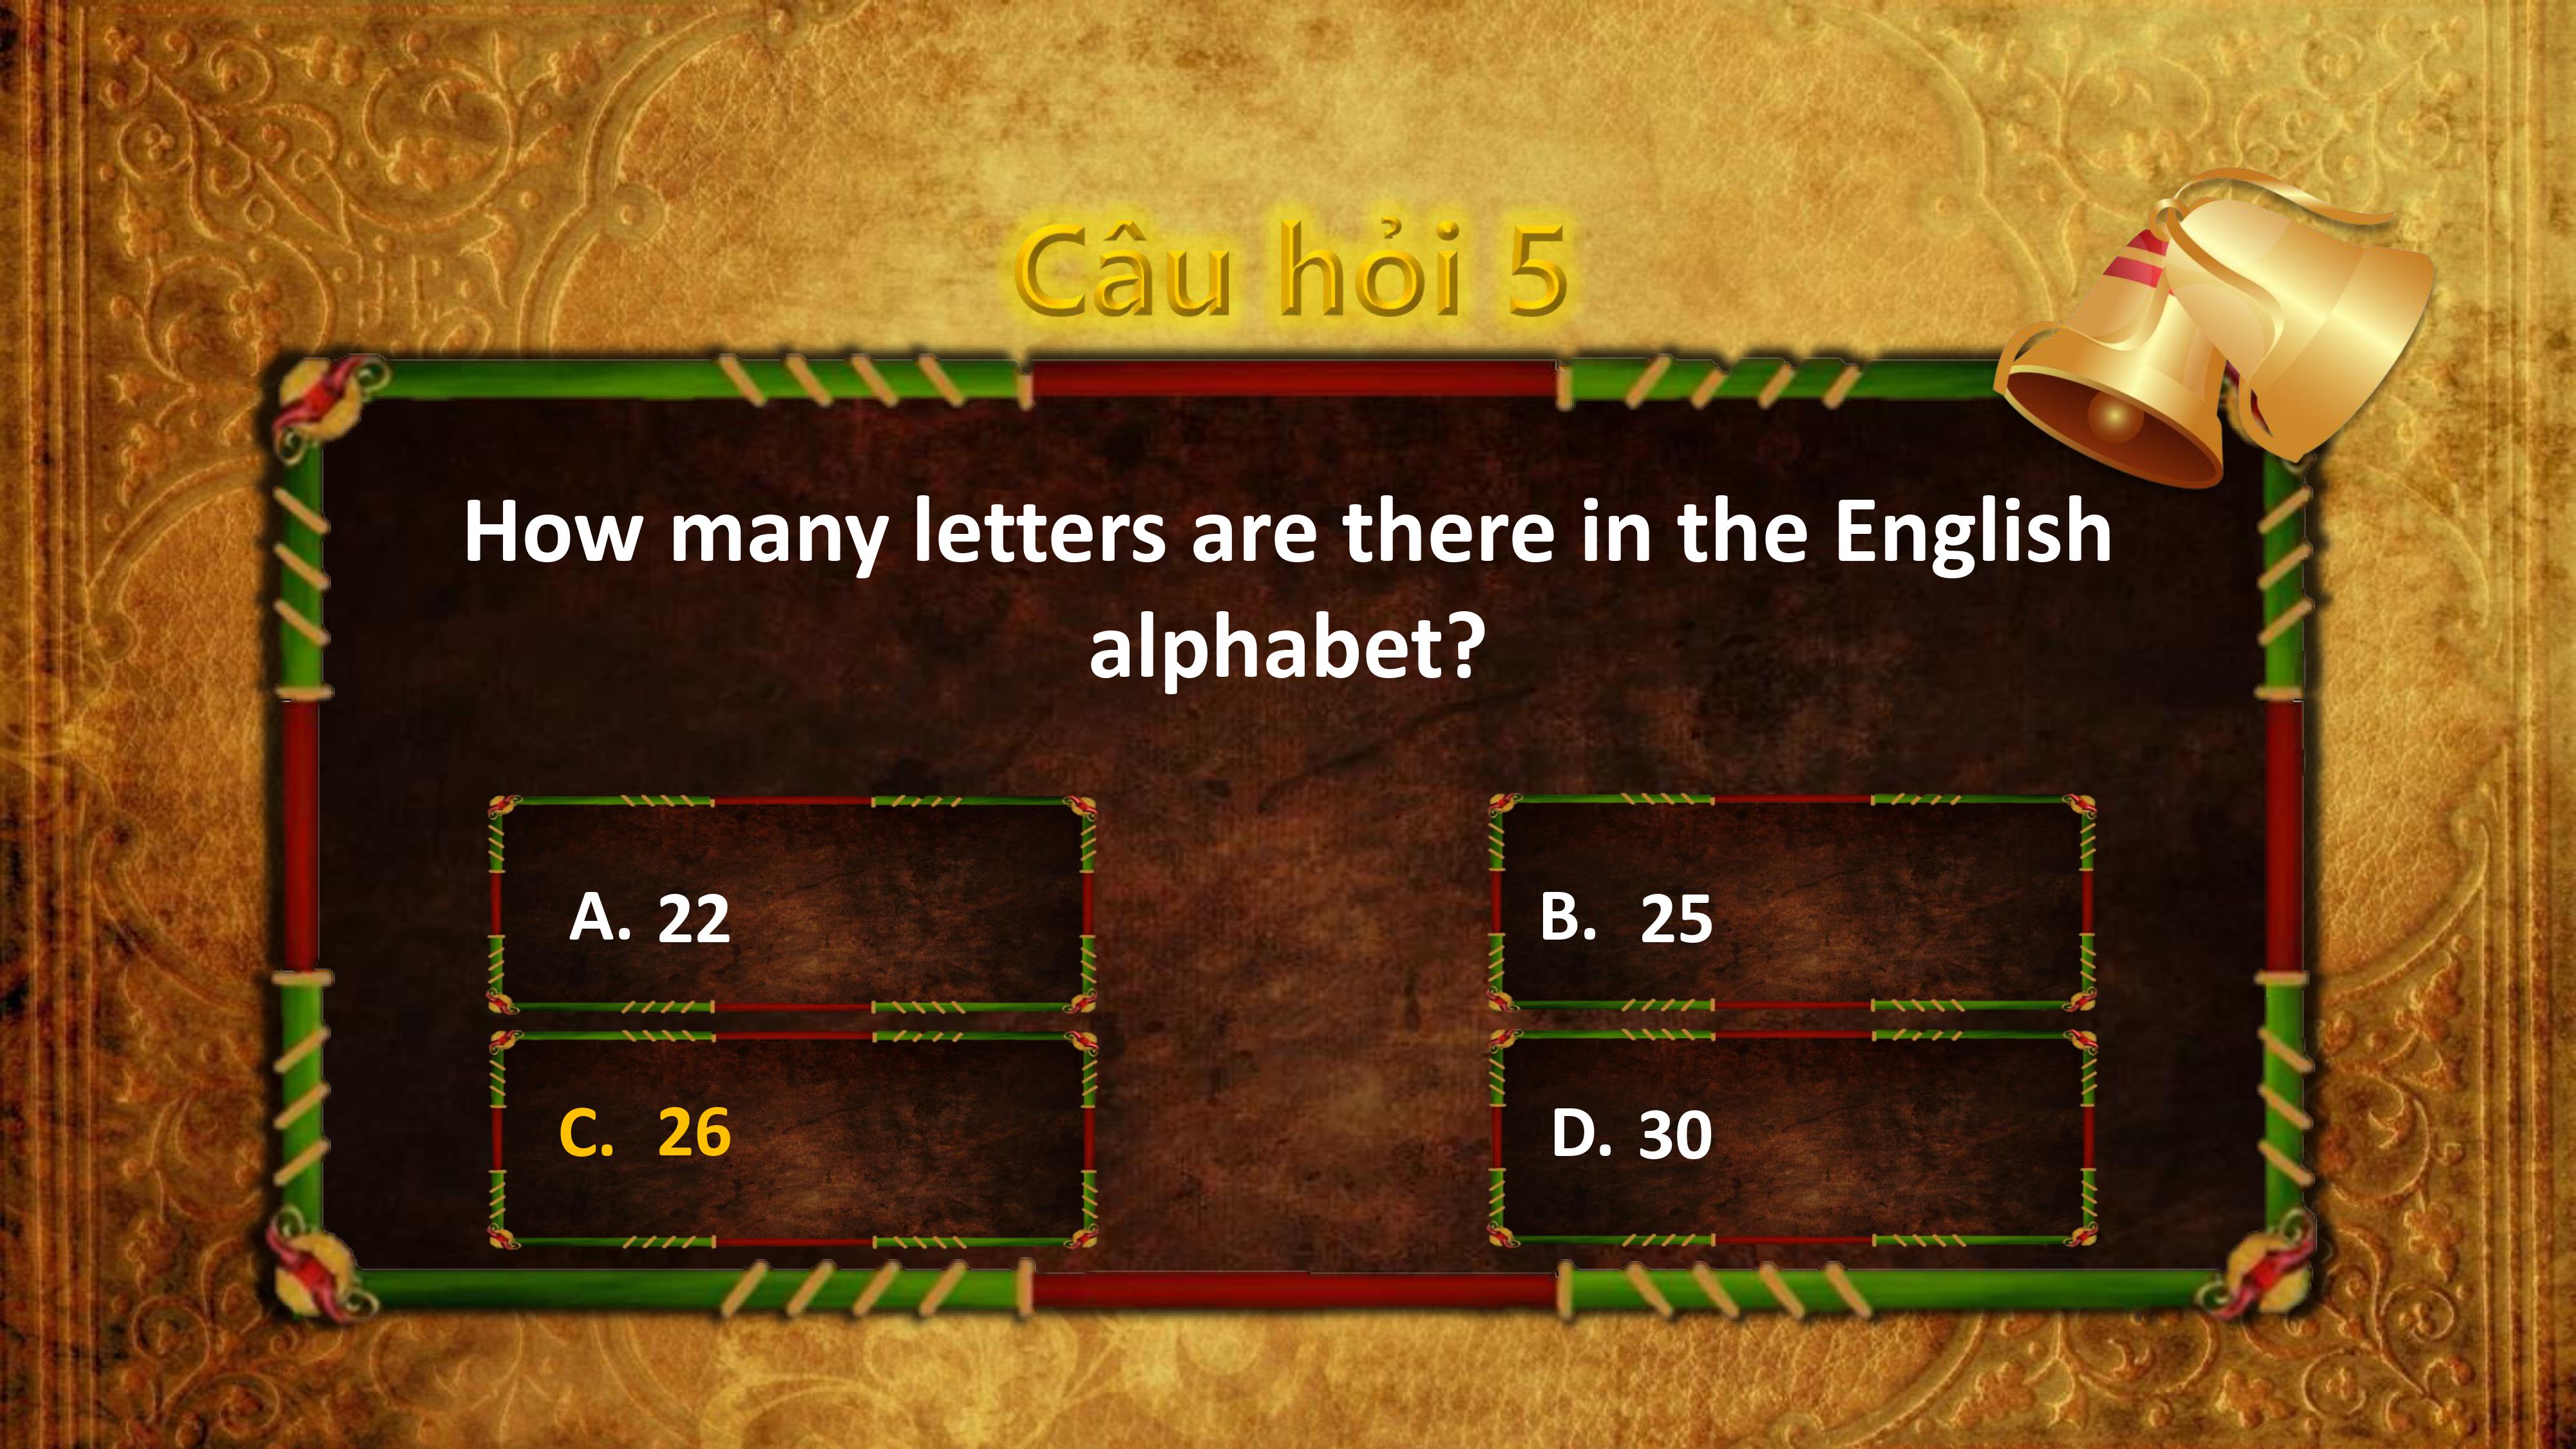 Câu hỏi 5
How many letters are there in the English
alphabet?
A. 22
B. 25
C. 26
D. 30